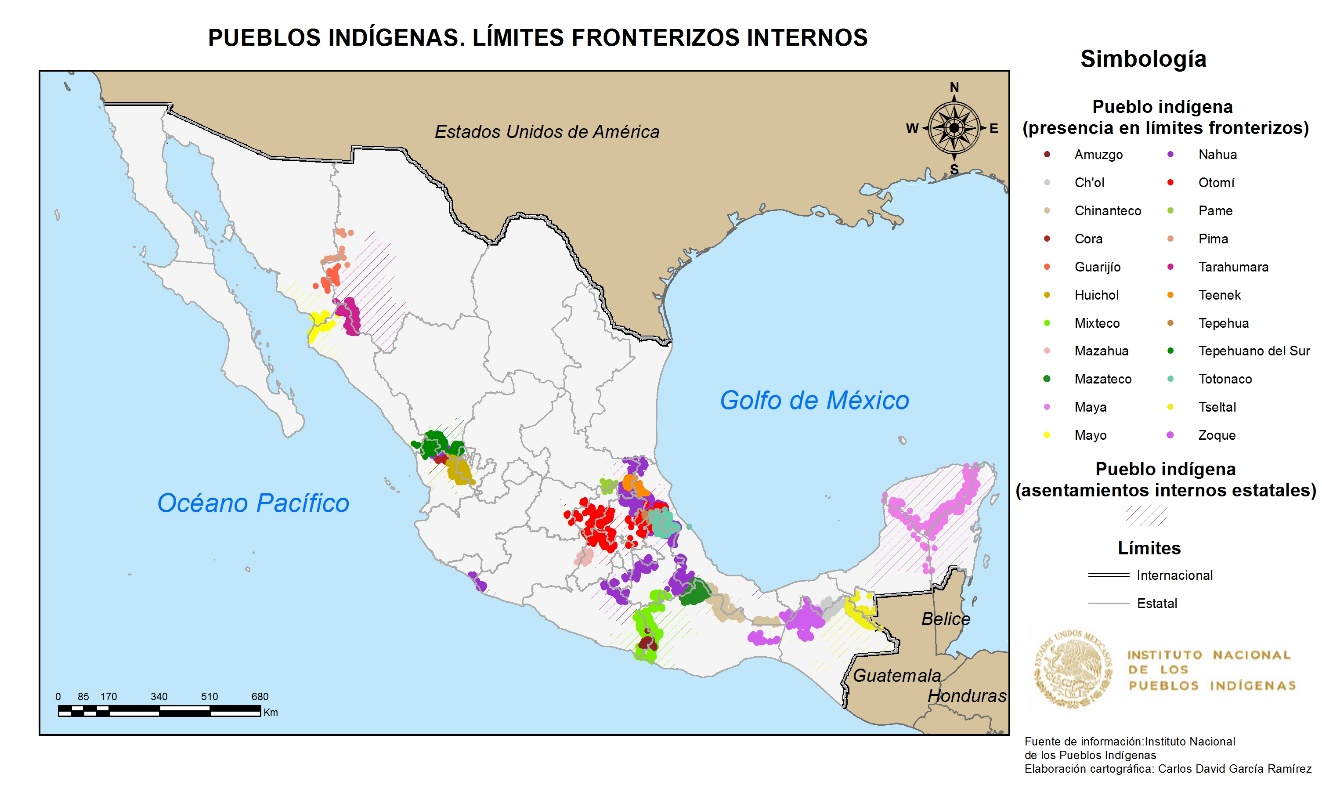 PUEBLOS INDÍGENAS. LÍMITES FRONTERIZOS INTERNOS
Estados Unidos de América
N
W
E
S
Golfo de México
Océano Pacífico
Belice
Guatemala
Honduras
0 85 170 340 510 680
Km
Simbología
Pueblo indígena
(presencia en límites fronterizos)
Amuzgo
Ch'ol
Chinanteco
Cora
Guarijío
Huichol
Mixteco
Mazahua
Mazateco
Maya
Mayo
Nahua
Otomí
Pame
Pima
Tarahumara
Teenek
Tepehua
Tepehuano del Sur
Totonaco
Tseltal
Zoque
Pueblo indígena
(asentamientos internos estatales)
Límites
Internacional
Estatal
ESTADOS UNIDOS MEXICANOS
INSTITUTO NACIONAL
DE LOS
PUEBLOS INDÍGENAS
Fuente de información:Instituto Nacional
de los Pueblos Indígenas
Elaboración cartográfica: Carlos David García Ramírez